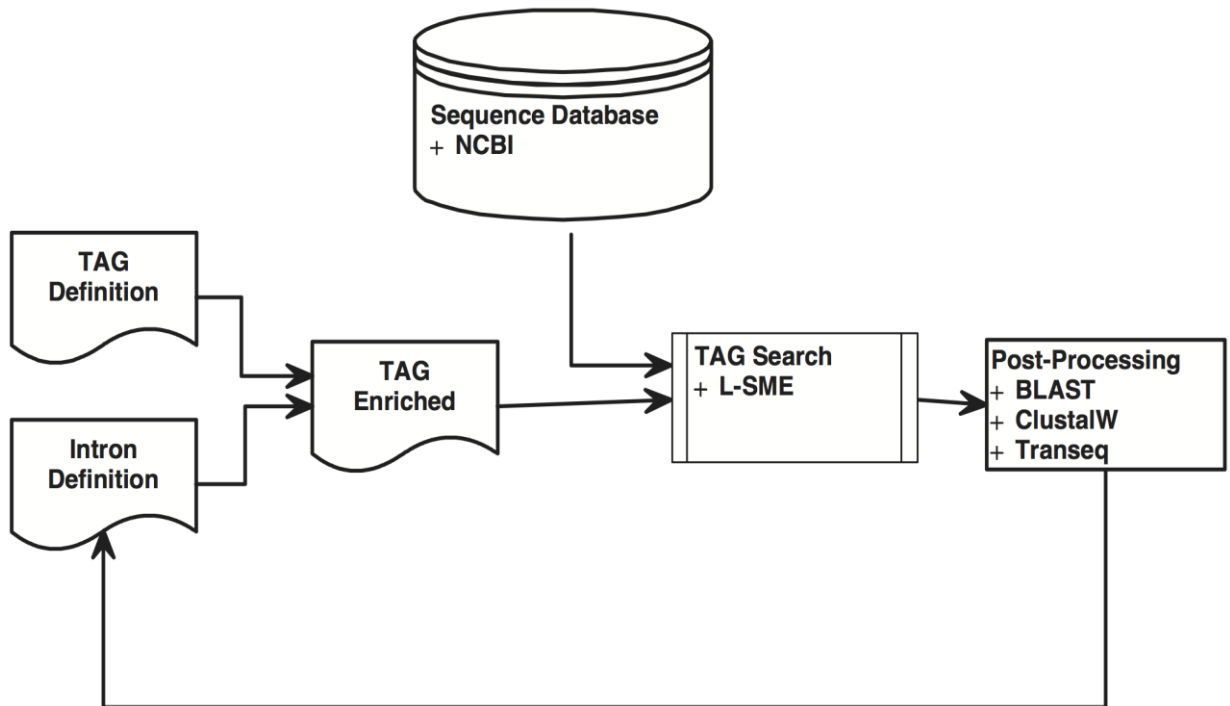 Sequence Database
+ NCBI
TAG
Definition
Intron
Definition
TAG
Enriched
TAG Search
+ L-SME
Post-Processing
+ BLAST
+ ClustalW
+ Transeq